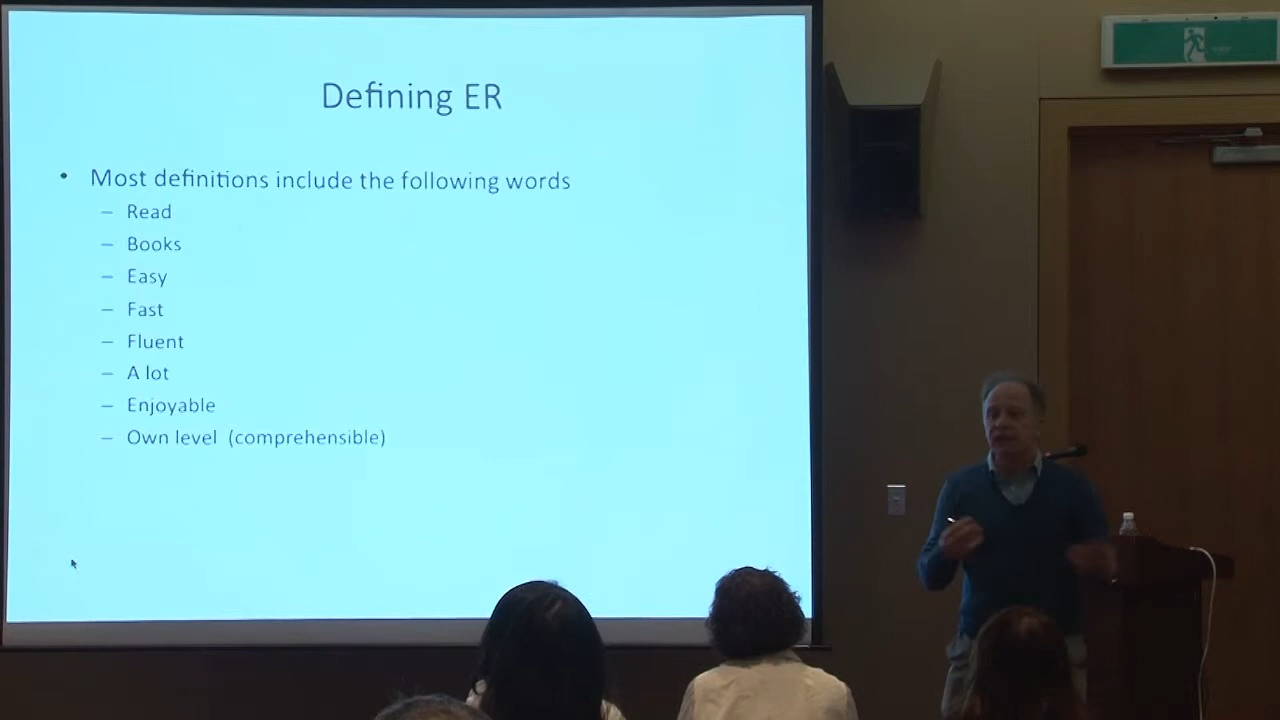 Defining ER
• Most definitions include the following words
– Read
– Books
– Easy
– Fast
– Fluent
– A lot
– Enjoyable
– Own level (comprehensible)